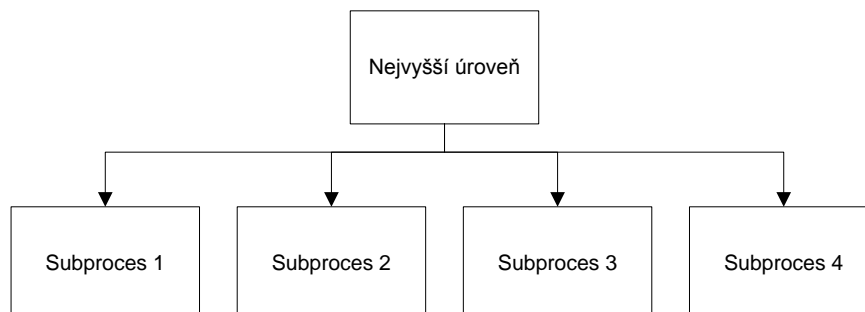 Nejvyšší úroveň
Subproces 1
Subproces 2
Subproces 3
Subproces 4